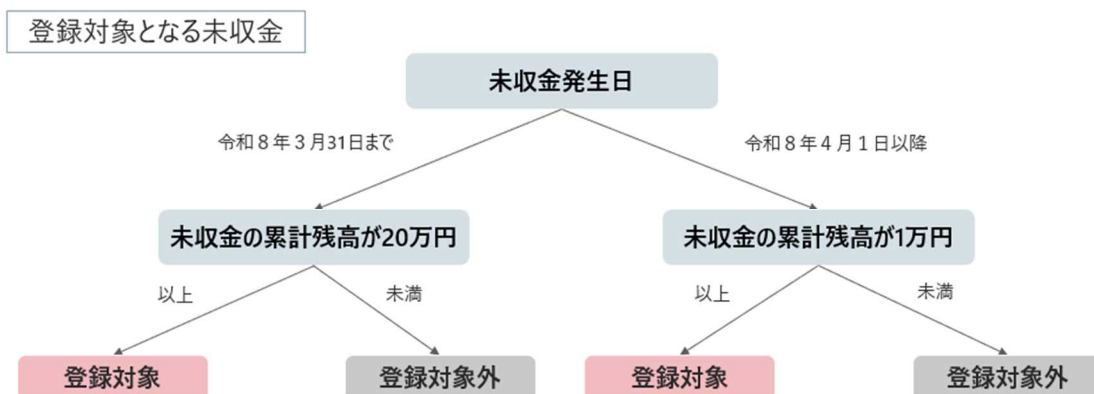 登録対象となる未収金
未収金発生日
令和８年３月31日まで
令和８年４月１日以降
未収金の累計残高が20万円
未収金の累計残高が1万円
以上
未満
以上
未満
登録対象
登録対象外
登録対象
登録対象外